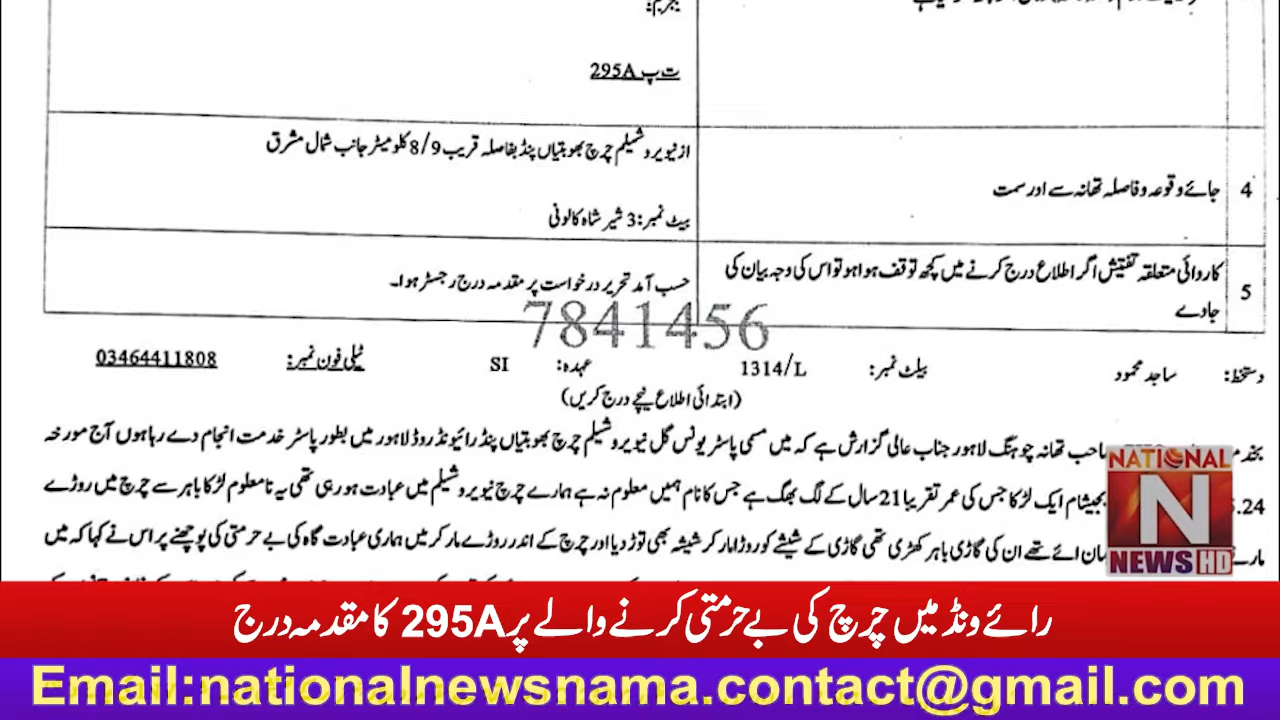 بجرم:
ت پ 295A
از نیویروشیلم چرچ بھوبتیاں پنڈ بفاصلہ قریب 8/9 کلومیٹر جانب شمال مشرق
بیٹ نمبر: 3 شیر شاہ کالونی
4 جائے وقوعہ و فاصلہ تھانہ سے اور سمت
حسب آمد تحریر درخواست پر مقدمہ درج رجسٹر ہوا۔
5 کاروائی متعلقہ تفتیش اگر اطلاع درج کرنے میں کچھ توقف ہوا ہو تو اس کی وجہ بیان کی
جاوے
7841456
دستخط: ساجد محمود بیلٹ نمبر: 1314/L عہدہ: SI ٹیلی فون نمبر: 03464411808
(ابتدائی اطلاع نیچے درج کریں)
صاحب تھانہ چوہنگ لاہور جناب عالی گزارش ہے کہ میں مسمی پاسٹر یونس گل نیویروشیلم چرچ بھوبتیاں پنڈ رائیونڈ روڈ لاہور میں بطور پاسٹر خدمت انجام دے رہا ہوں آج مورخہ
.24 ایک لڑکا جس کی عمر تقریبا 21 سال کے لگ بھگ ہے جس کا نام ہمیں معلوم نہ ہے ہمارے چرچ نیویروشیلم میں عبادت ہو رہی تھی یہ نامعلوم لڑکا باہر سے چرچ میں روڑے
مارے ائے تھے ان کی گاڑی باہر کھڑی تھی گاڑی کے شیشے کو روڑا مار کر شیشہ بھی توڑ دیا اور چرچ کے اندر روڑے مار کر میں ہماری عبادت گاہ کی بے حرمتی کی پوچھنے پر اس نے کہا کہ میں
NATIONAL
N
NEWS HD
رائے ونڈ میں چرچ کی بے حرمتی کرنے والے پر 295A کا مقدمہ درج
Email:nationalnewsnama.contact@gmail.com